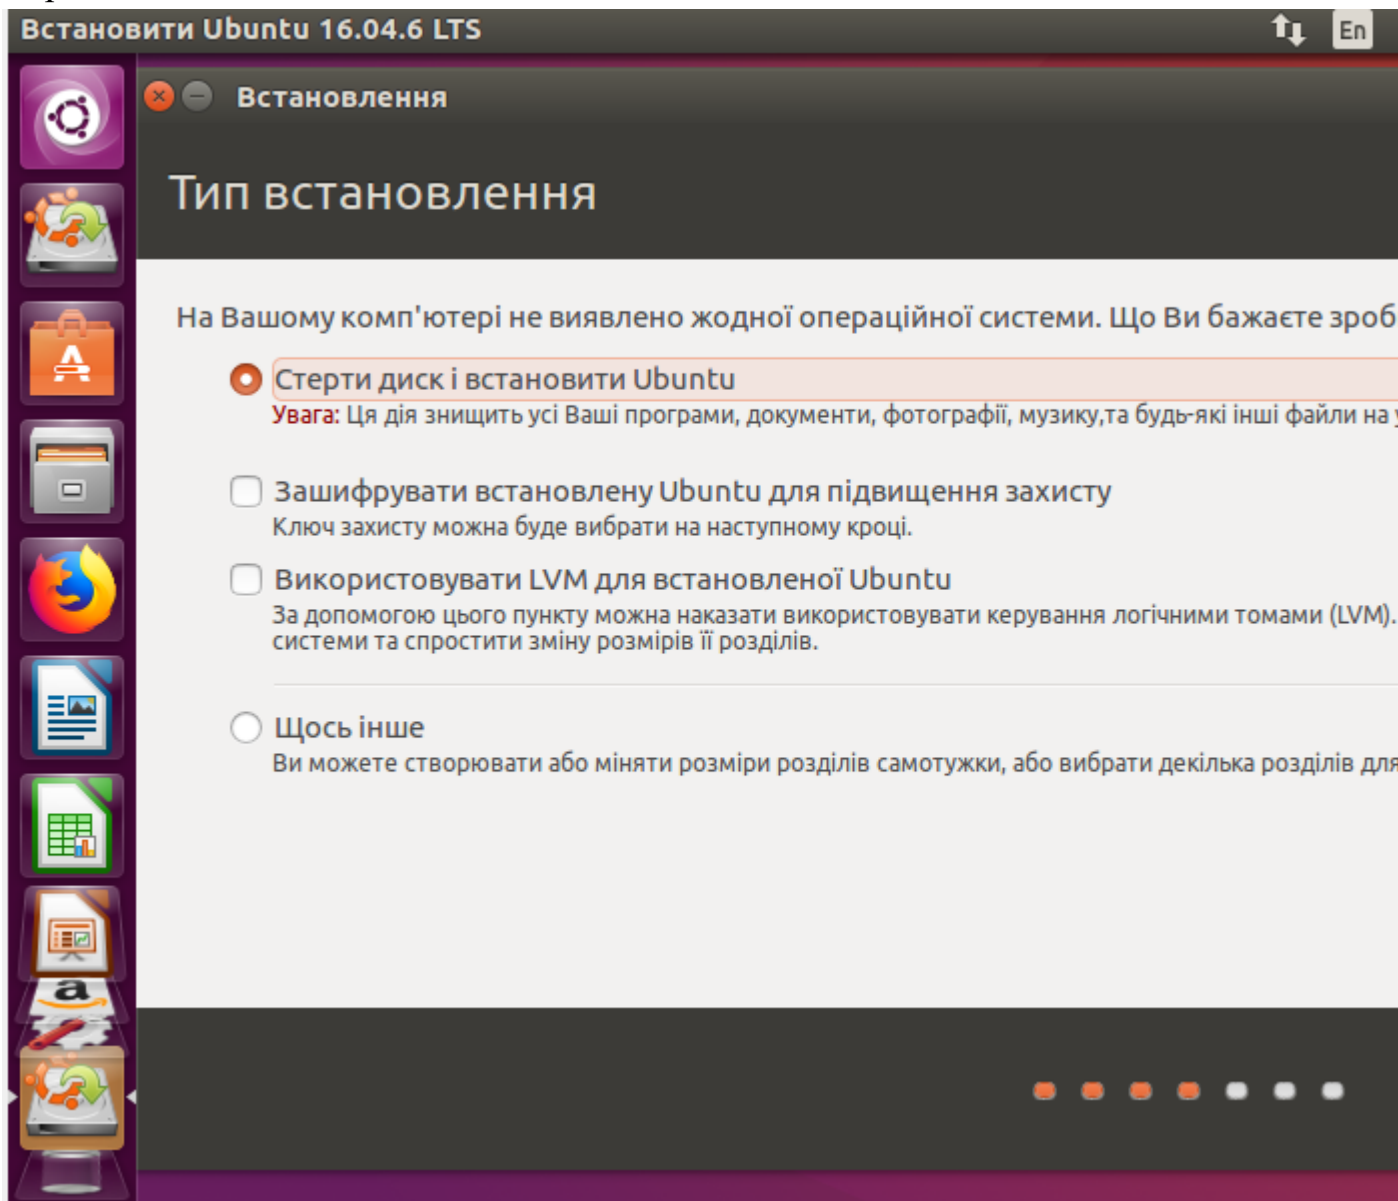 Встановити Ubuntu 16.04.6 LTS En
Встановлення
Тип встановлення
На Вашому комп'ютері не виявлено жодної операційної системи. Що Ви бажаєте зроб
Стерти диск і встановити Ubuntu
Увага: Ця дія знищить усі Ваші програми, документи, фотографії, музику,та будь-які інші файли на
Зашифрувати встановлену Ubuntu для підвищення захисту
Ключ захисту можна буде вибрати на наступному кроці.
Використовувати LVM для встановленої Ubuntu
За допомогою цього пункту можна наказати використовувати керування логічними томами (LVM).
системи та спростити зміну розмірів її розділів.
Щось інше
Ви можете створювати або міняти розміри розділів самотужки, або вибрати декілька розділів для